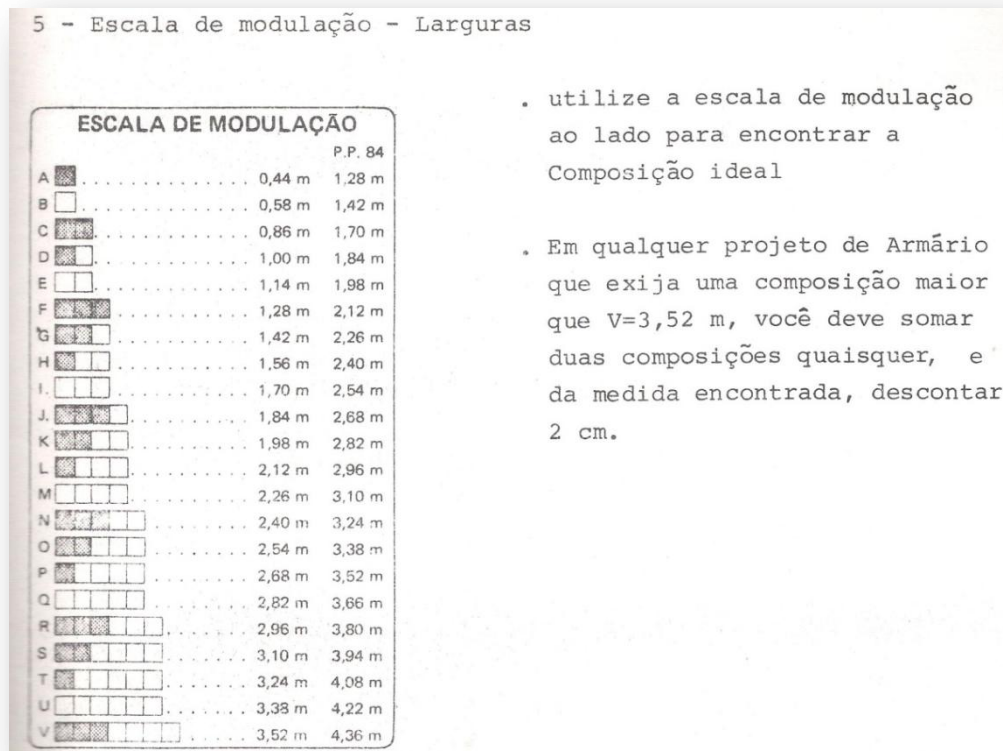 5 - Escala de modulação - Larguras
ESCALA DE MODULAÇÃO
P.P. 84
A . . . . . . . . . . . . . . . 0,44 m 1,28 m
B . . . . . . . . . . . . . . . 0,58 m 1,42 m
C . . . . . . . . . . . . . . 0,86 m 1,70 m
D . . . . . . . . . . . . . . 1,00 m 1,84 m
E . . . . . . . . . . . . . . 1,14 m 1,98 m
F . . . . . . . . . . . . 1,28 m 2,12 m
G . . . . . . . . . . . . 1,42 m 2,26 m
H . . . . . . . . . . . . 1,56 m 2,40 m
I. . . . . . . . . . . . . 1,70 m 2,54 m
J. . . . . . . . . . . 1,84 m 2,68 m
K . . . . . . . . . . 1,98 m 2,82 m
L . . . . . . . . . . 2,12 m 2,96 m
M . . . . . . . . . . 2,26 m 3,10 m
N . . . . . . . . . 2,40 m 3,24 m
O . . . . . . . . . 2,54 m 3,38 m
P . . . . . . . . . 2,68 m 3,52 m
Q . . . . . . . . . 2,82 m 3,66 m
R . . . . . . . 2,96 m 3,80 m
S . . . . . . . 3,10 m 3,94 m
T . . . . . . . 3,24 m 4,08 m
U . . . . . . . 3,38 m 4,22 m
V . . . . . 3,52 m 4,36 m
. utilize a escala de modulação
ao lado para encontrar a
Composição ideal
. Em qualquer projeto de Armário
que exija uma composição maior
que V=3,52 m, você deve somar
duas composições quaisquer, e
da medida encontrada, descontar
2 cm.